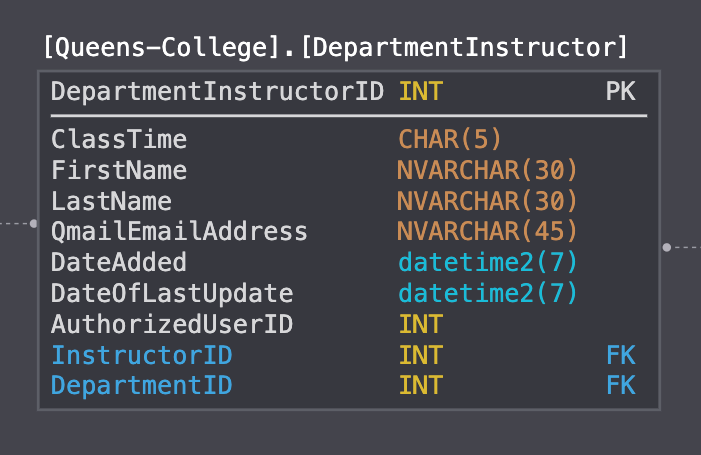 [Queens-College].[DepartmentInstructor]
DepartmentInstructorID INT PK
ClassTime CHAR(5)
FirstName NVARCHAR(30)
LastName NVARCHAR(30)
QmailEmailAddress NVARCHAR(45)
DateAdded datetime2(7)
DateOfLastUpdate datetime2(7)
AuthorizedUserID INT
InstructorID INT FK
DepartmentID INT FK